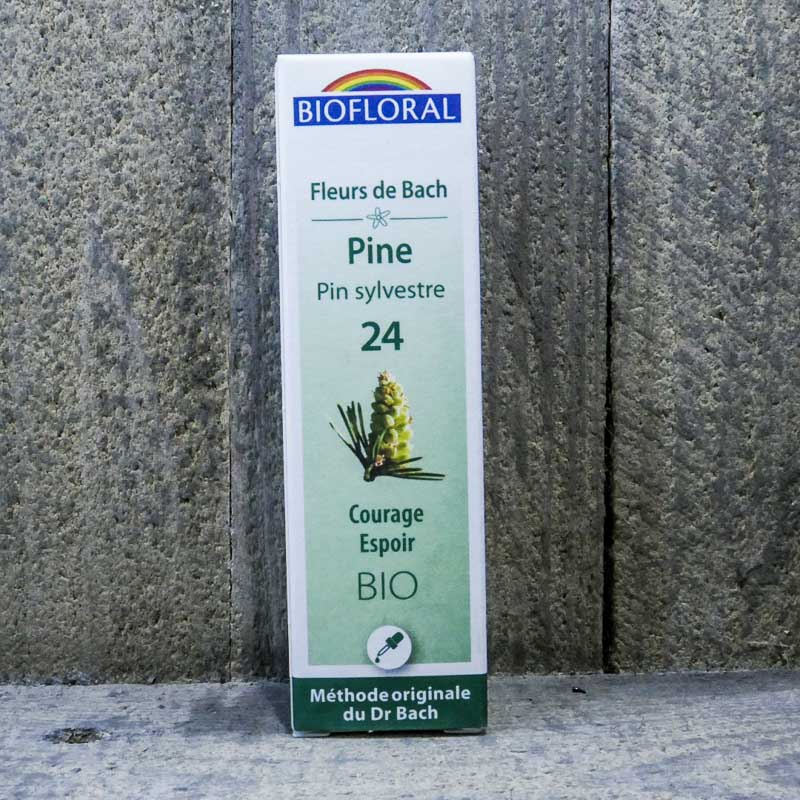 BIOFLORAL
Fleurs de Bach
Pine
Pin sylvestre
24
Courage
Espoir
BIO
Méthode originale
du Dr Bach